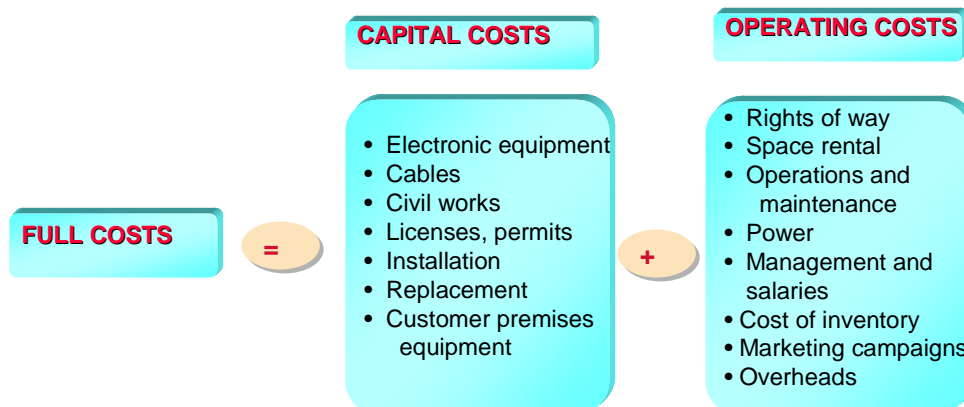 CAPITAL COSTS
OPERATING COSTS
FULL COSTS
=
• Electronic equipment
• Cables
• Civil works
• Licenses, permits
• Installation
• Replacement
• Customer premises
equipment
+
• Rights of way
• Space rental
• Operations and
maintenance
• Power
• Management and
salaries
• Cost of inventory
• Marketing campaigns
• Overheads